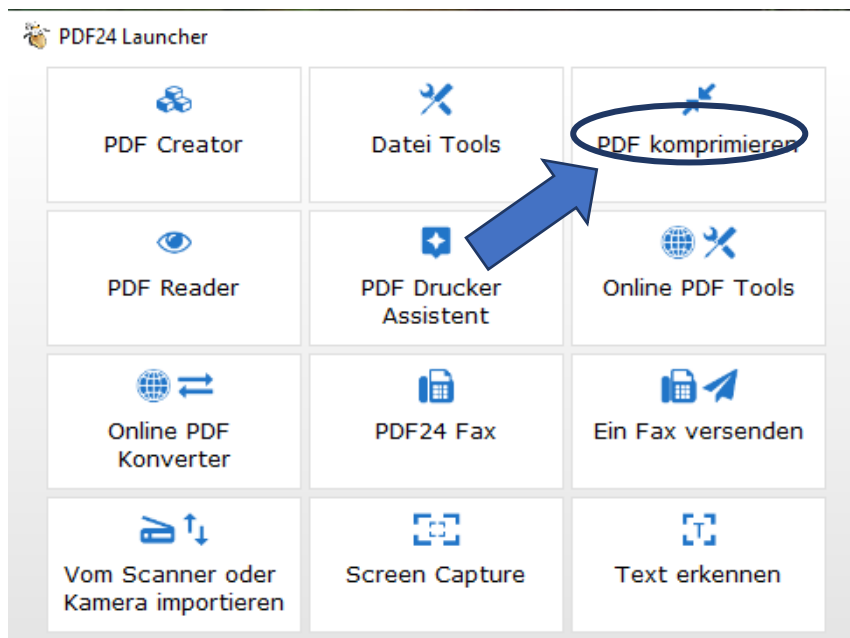 PDF24 Launcher
PDF Creator
Datei Tools
PDF komprimieren
PDF Reader
PDF Drucker
Assistent
Online PDF Tools
Online PDF
Konverter
PDF24 Fax
Ein Fax versenden
Vom Scanner oder
Kamera importieren
Screen Capture
T
Text erkennen